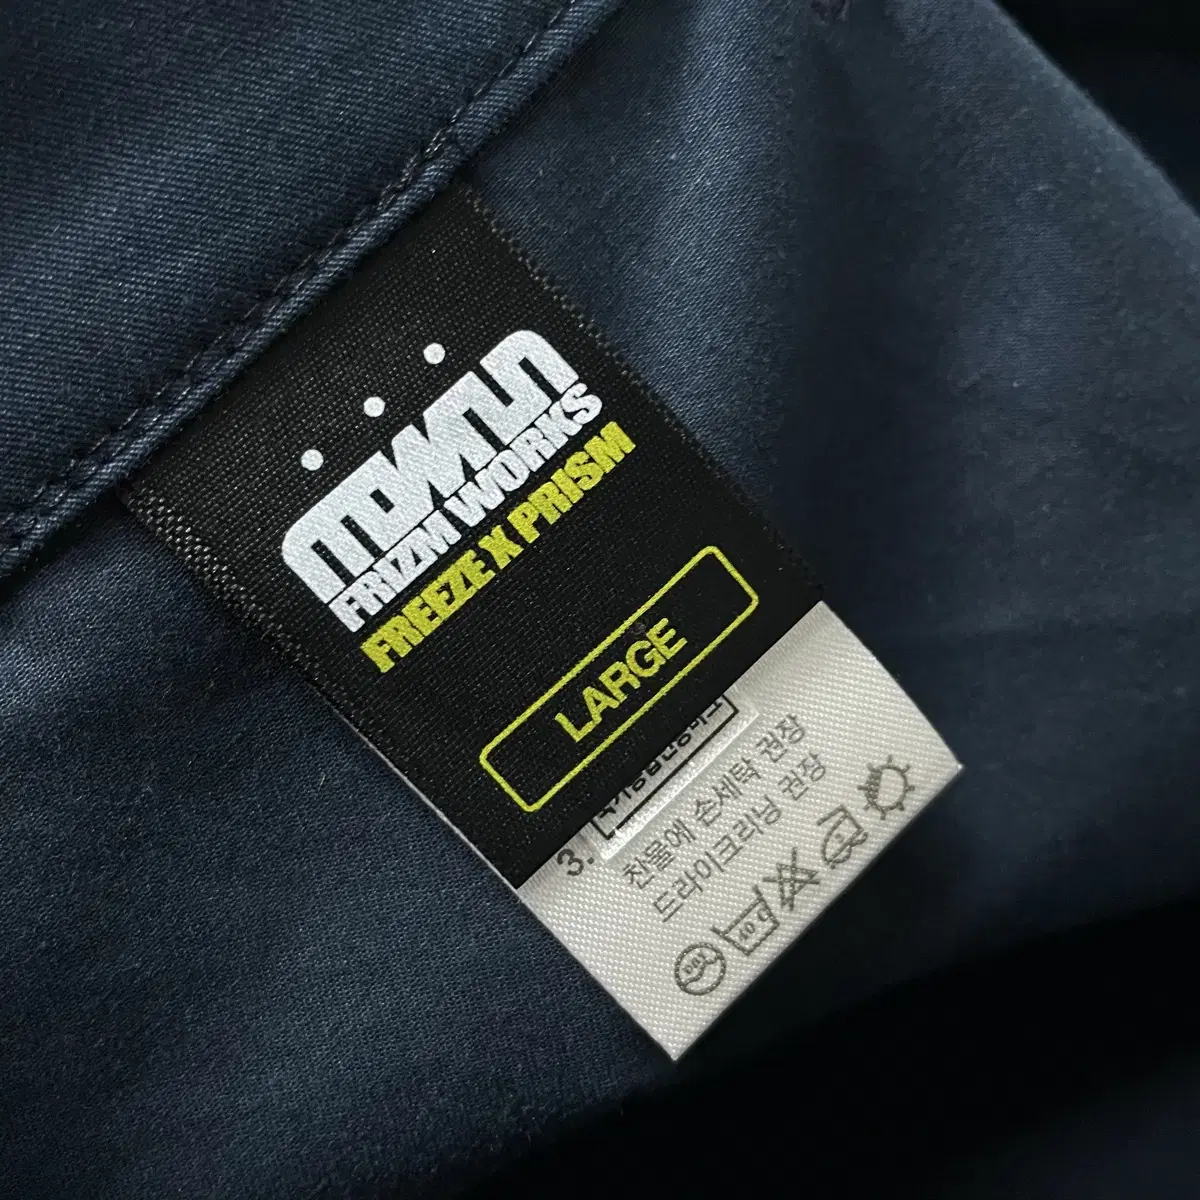 FRIZM WORKS
FREEZE X PRISM
LARGE
3.
찬물에 손세탁 권장
드라이크리닝 권장